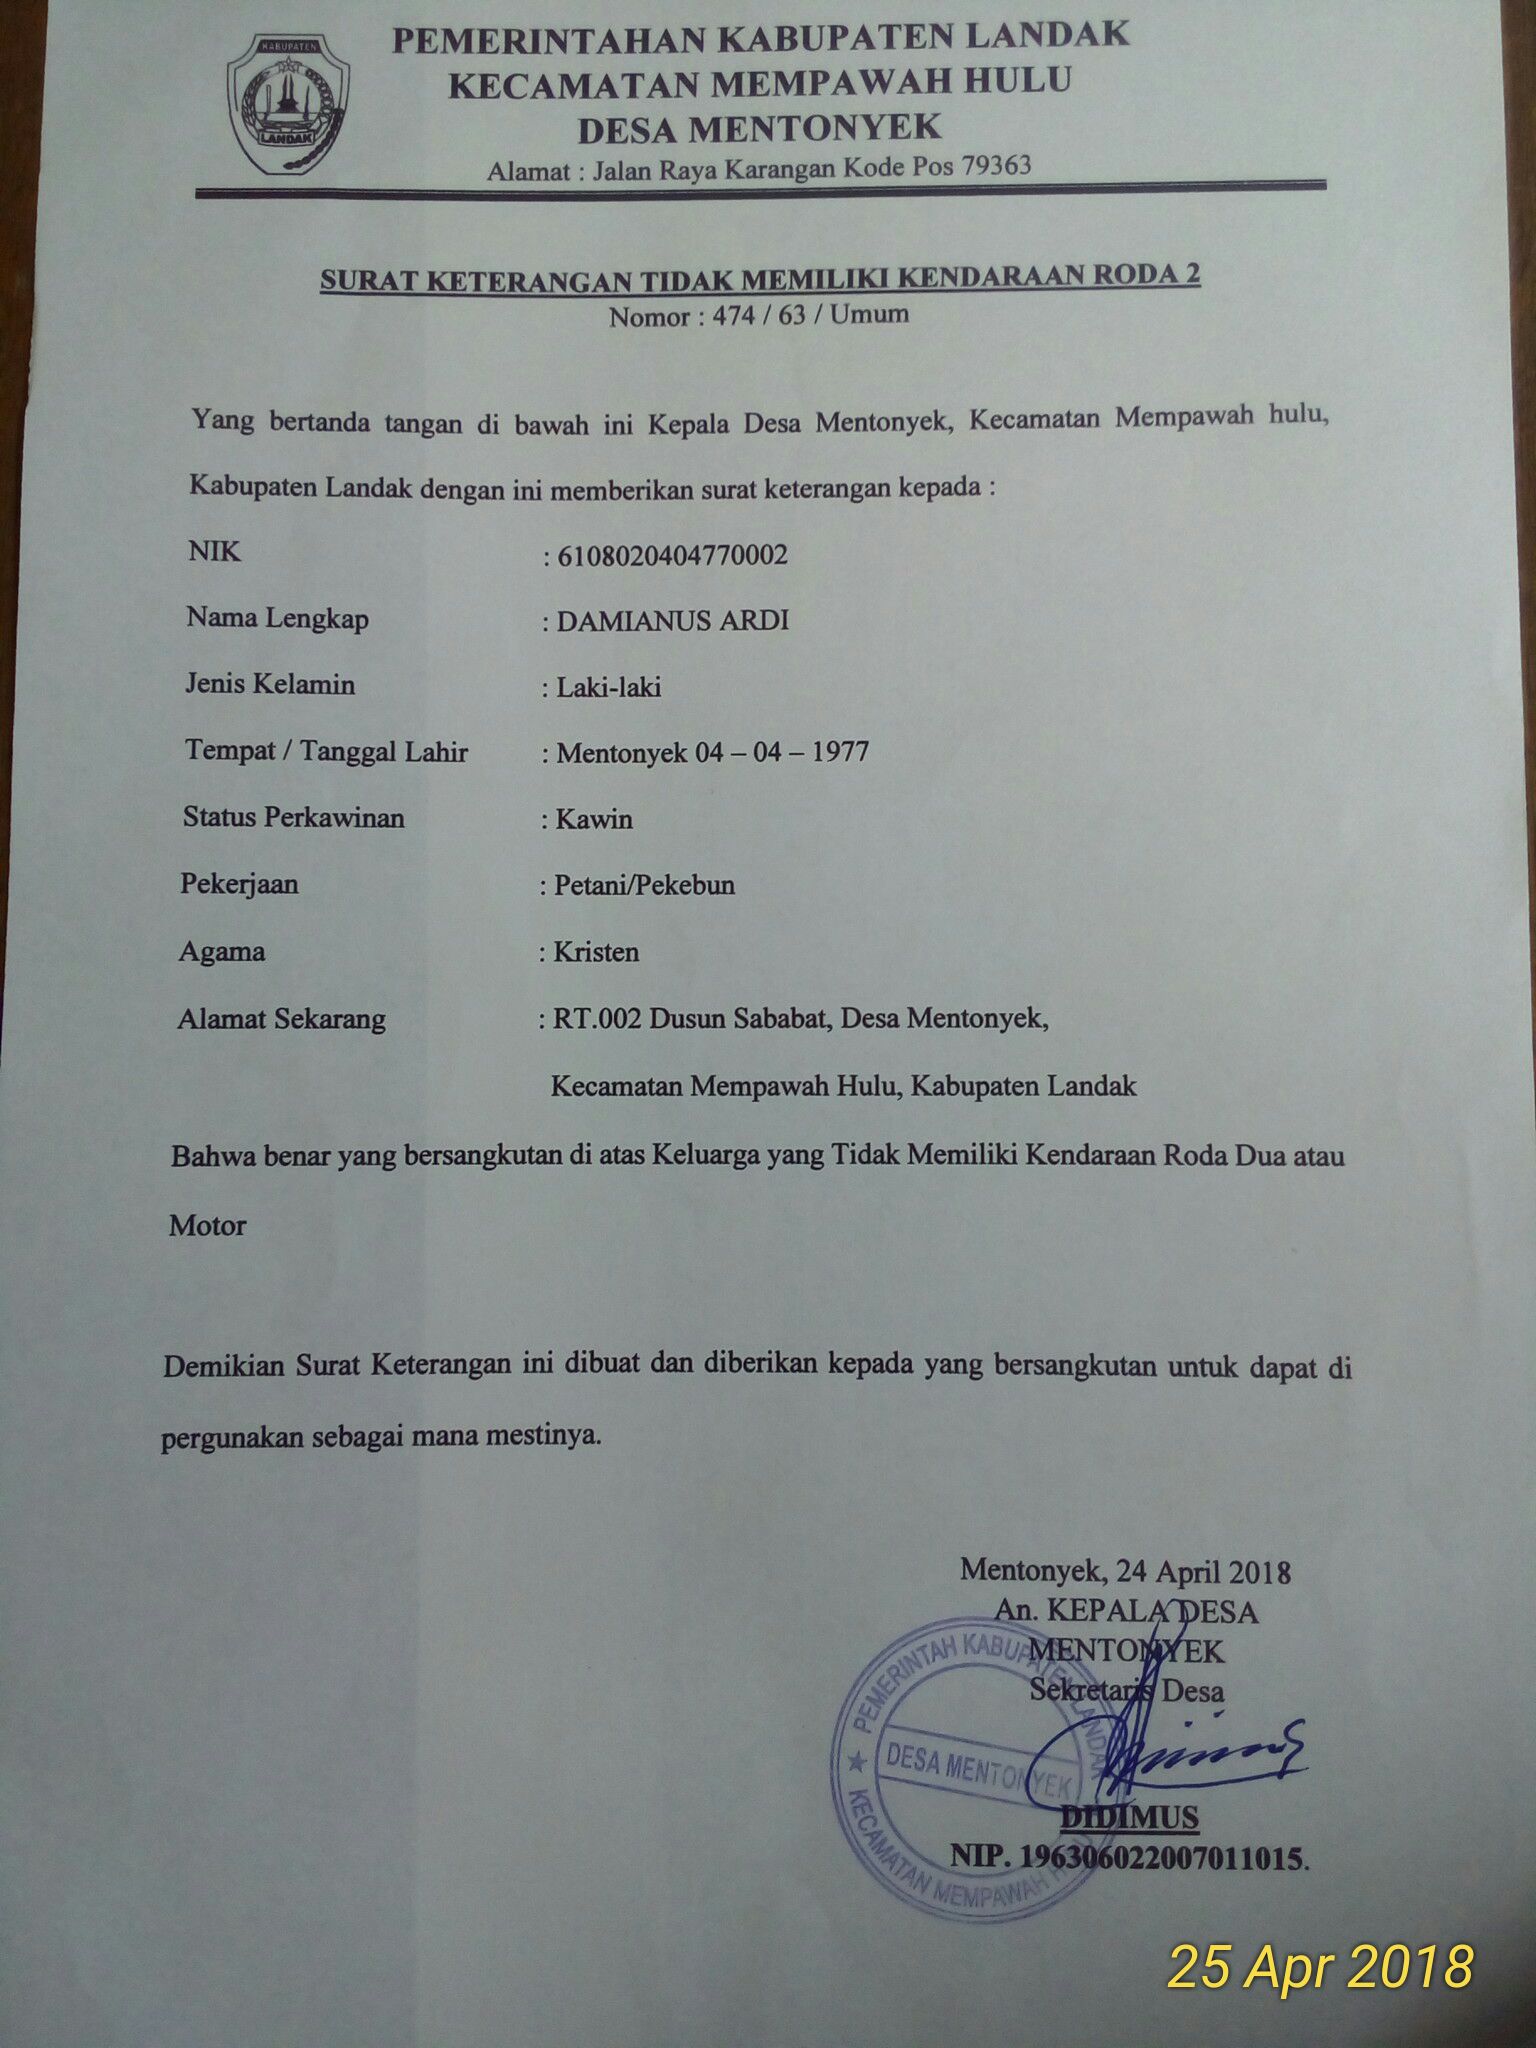 KABUPATEN
LANDAK
PEMERINTAHAN KABUPATEN LANDAK
KECAMATAN MEMPAWAH HULU
DESA MENTONYEK
Alamat : Jalan Raya Karangan Kode Pos 79363
SURAT KETERANGAN TIDAK MEMILIKI KENDARAAN RODA 2
Nomor : 474 / 63 / Umum
Yang bertanda tangan di bawah ini Kepala Desa Mentonyek, Kecamatan Mempawah hulu,
Kabupaten Landak dengan ini memberikan surat keterangan kepada :
NIK : 6108020404770002
Nama Lengkap : DAMIANUS ARDI
Jenis Kelamin : Laki-laki
Tempat / Tanggal Lahir : Mentonyek 04 – 04 – 1977
Status Perkawinan : Kawin
Pekerjaan : Petani/Pekebun
Agama : Kristen
Alamat Sekarang : RT.002 Dusun Sababat, Desa Mentonyek,
Kecamatan Mempawah Hulu, Kabupaten Landak
Bahwa benar yang bersangkutan di atas Keluarga yang Tidak Memiliki Kendaraan Roda Dua atau
Motor
Demikian Surat Keterangan ini dibuat dan diberikan kepada yang bersangkutan untuk dapat di
pergunakan sebagai mana mestinya.
Mentonyek, 24 April 2018
An. KEPALA DESA
MENTONYEK
Sekretaris Desa
PEMERINTAH KABUPATEN LANDAK
DESA MENTONYEK
KECAMATAN MEMPAWAH HULU
DIDIMUS
NIP. 196306022007011015.
25 Apr 2018